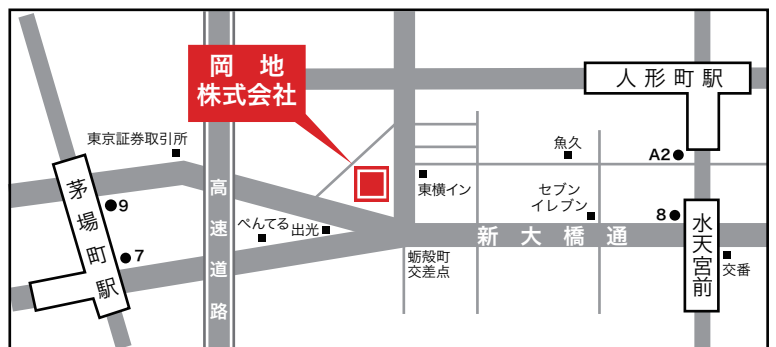 岡 地
株式会社
人形町駅
東京証券取引所
魚久
A2
茅場町駅
9
高速道路
東横イン
セブン
イレブン
8
ぺんてる
出光
新大橋通
水天宮前
7
蛎殻町
交差点
交番